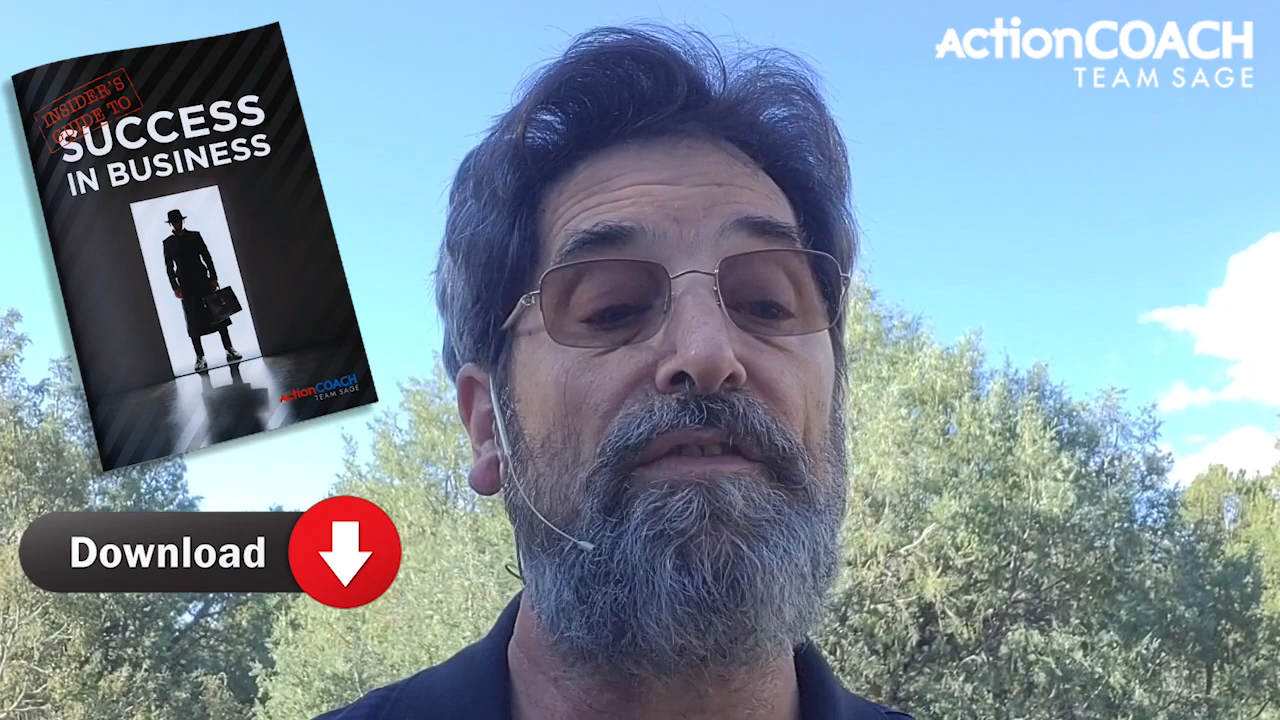 INSIDER'S
GUIDE TO
SUCCESS
IN BUSINESS
ActionCOACH
TEAM SAGE
Download
ActionCOACH
TEAM SAGE